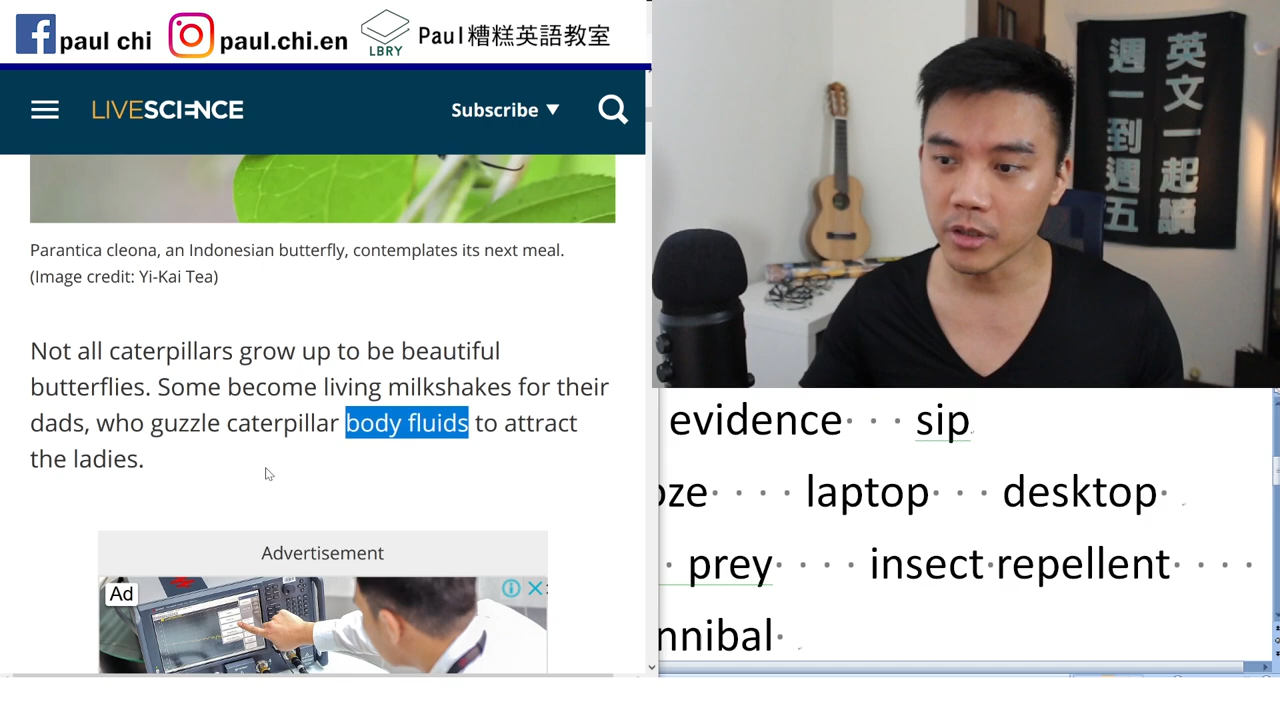 paul chi
paul.chi.en
LBRY
Paul糟糕英語教室
LIVESCIENCE
Subscribe
Parantica cleona, an Indonesian butterfly, contemplates its next meal.
(Image credit: Yi-Kai Tea)
Not all caterpillars grow up to be beautiful
butterflies. Some become living milkshakes for their
dads, who guzzle caterpillar body fluids to attract
the ladies.
Advertisement
Ad
英文一起讀
週一到週五
evidence sip
oze laptop desktop
prey insect repellent
nnibal